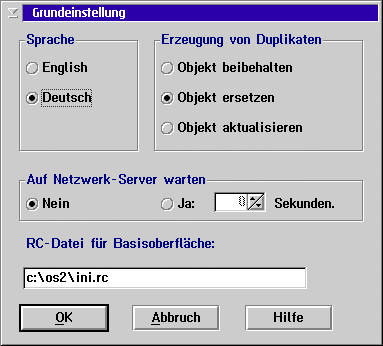 Grundeinstellung
Sprache
English
Deutsch
Erzeugung von Duplikaten
Objekt beibehalten
Objekt ersetzen
Objekt aktualisieren
Auf Netzwerk-Server warten
Nein
Ja: 0 Sekunden.
RC-Datei für Basisoberfläche:
c:\os2\ini.rc
OK Abbruch Hilfe